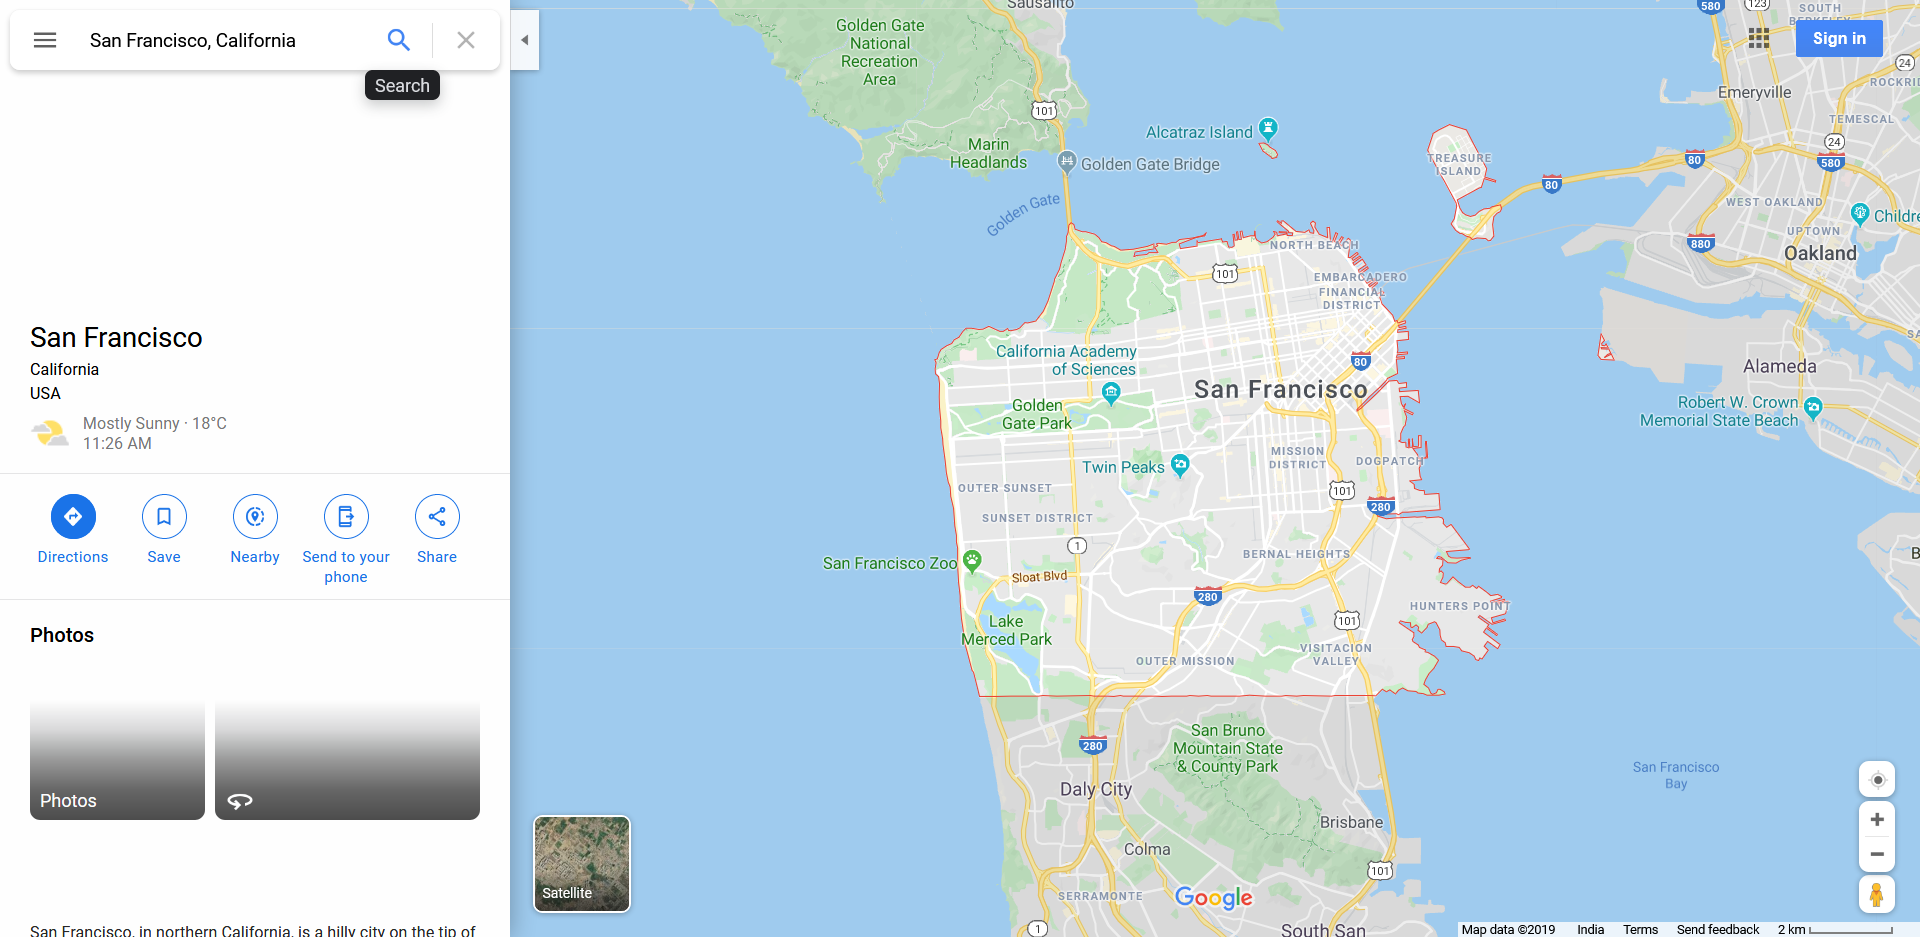 San Francisco, California
Search
San Francisco
California
USA
Mostly Sunny · 18°C
11:26 AM
Directions
Save
Nearby
Send to your
phone
Share
Photos
Photos
San Francisco, in northern California, is a hilly city on the tip of
Sausalito
Golden Gate
National
Recreation
Area
101
Marin
Headlands
Alcatraz Island
Golden Gate Bridge
Golden Gate
TREASURE
ISLAND
80
80
580
123
SOUTH
BERKELEY
Sign in
24
ROCKRID
Emeryville
TEMESCAL
24
580
WEST OAKLAND
Childre
UPTOWN
880
Oakland
NORTH BEACH
101
EMBARCADERO
FINANCIAL
DISTRICT
80
California Academy
of Sciences
San Francisco
Golden
Gate Park
Alameda
SA
Robert W. Crown
Memorial State Beach
MISSION
DISTRICT
DOGPATCH
Twin Peaks
OUTER SUNSET
101
280
SUNSET DISTRICT
1
BERNAL HEIGHTS
B
San Francisco Zoo
Sloat Blvd
280
HUNTERS POINT
Lake
Merced Park
101
VISITACION
VALLEY
OUTER MISSION
San Bruno
Mountain State
& County Park
280
San Francisco
Bay
Daly City
Brisbane
Colma
101
Satellite
SERRAMONTE
Google
1
South San
Map data ©2019
India
Terms
Send feedback
2 km